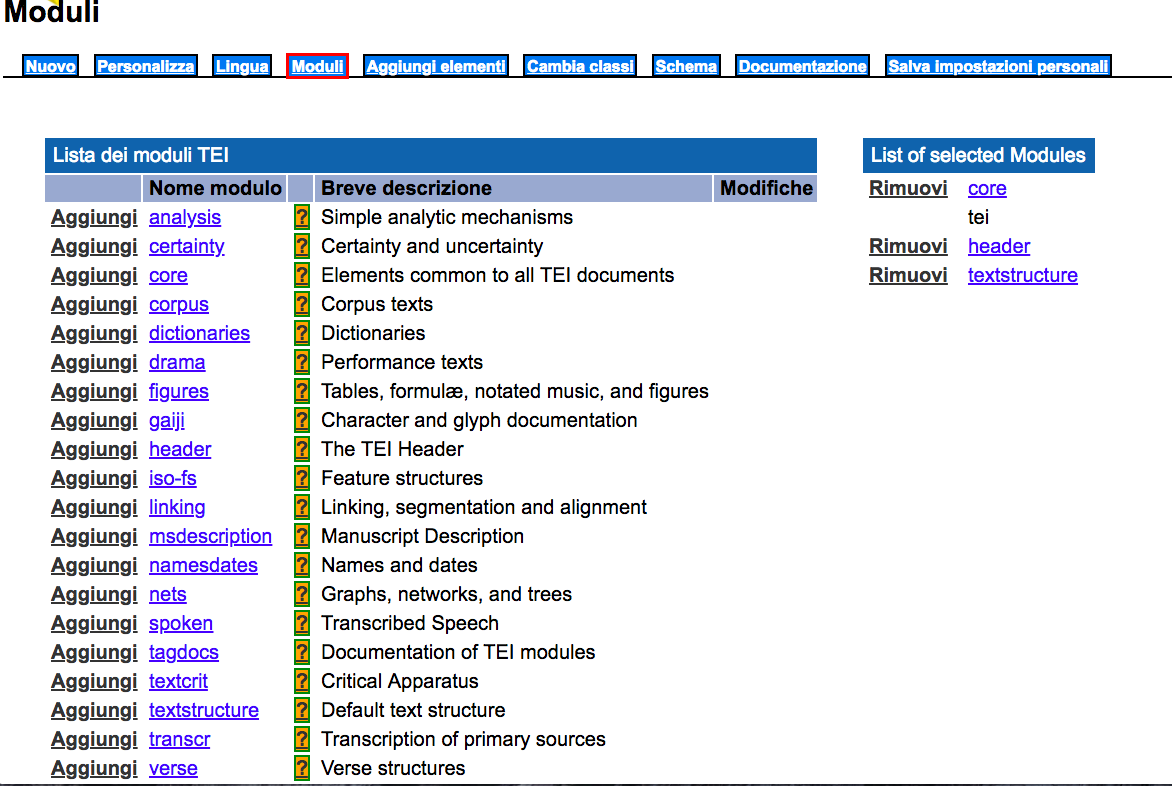 Moduli
Nuovo Personalizza Lingua Moduli Aggiungi elementi Cambia classi Schema Documentazione Salva impostazioni personali
Lista dei moduli TEI
Nome modulo Breve descrizione Modifiche
Aggiungi analysis ? Simple analytic mechanisms
Aggiungi certainty ? Certainty and uncertainty
Aggiungi core ? Elements common to all TEI documents
Aggiungi corpus ? Corpus texts
Aggiungi dictionaries ? Dictionaries
Aggiungi drama ? Performance texts
Aggiungi figures ? Tables, formulæ, notated music, and figures
Aggiungi gaiji ? Character and glyph documentation
Aggiungi header ? The TEI Header
Aggiungi iso-fs ? Feature structures
Aggiungi linking ? Linking, segmentation and alignment
Aggiungi msdescription ? Manuscript Description
Aggiungi namesdates ? Names and dates
Aggiungi nets ? Graphs, networks, and trees
Aggiungi spoken ? Transcribed Speech
Aggiungi tagdocs ? Documentation of TEI modules
Aggiungi textcrit ? Critical Apparatus
Aggiungi textstructure ? Default text structure
Aggiungi transcr ? Transcription of primary sources
Aggiungi verse ? Verse structures
List of selected Modules
Rimuovi core
tei
Rimuovi header
Rimuovi textstructure